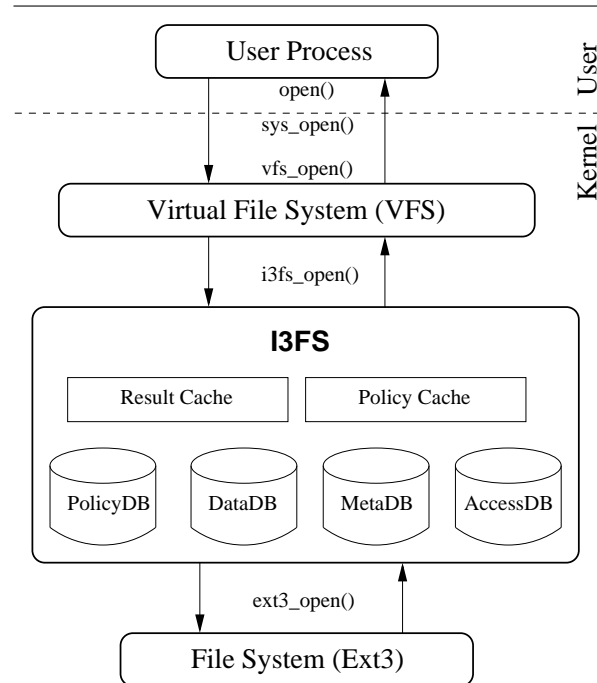 User Process
User
open()
sys_open()
Kernel
vfs_open()
Virtual File System (VFS)
i3fs_open()
I3FS
Result Cache
Policy Cache
PolicyDB
DataDB
MetaDB
AccessDB
ext3_open()
File System (Ext3)